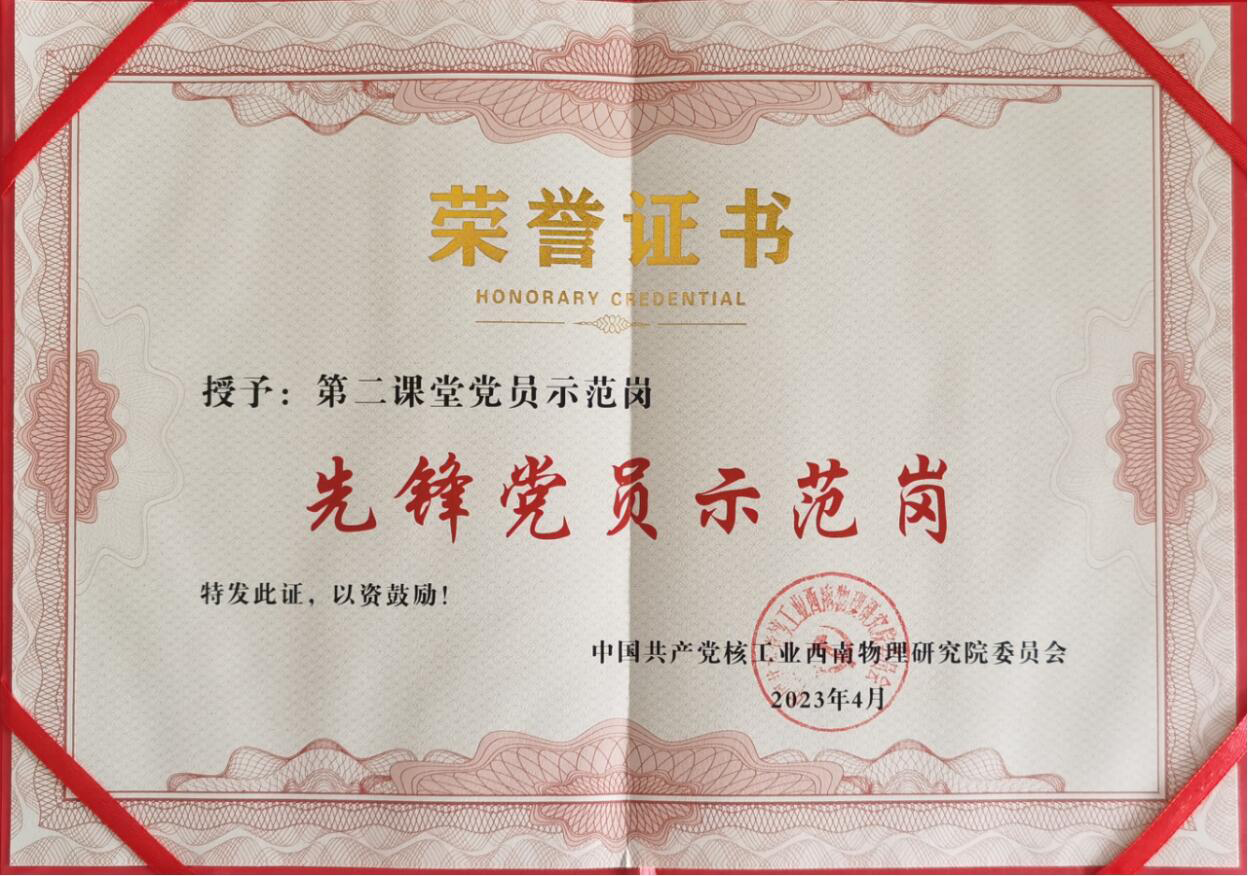 荣誉证书
HONORARY CREDENTIAL
授予：第二课堂党员示范岗
先锋党员示范岗
特发此证，以资鼓励！
中国共产党核工业西南物理研究院委员会
2023年4月